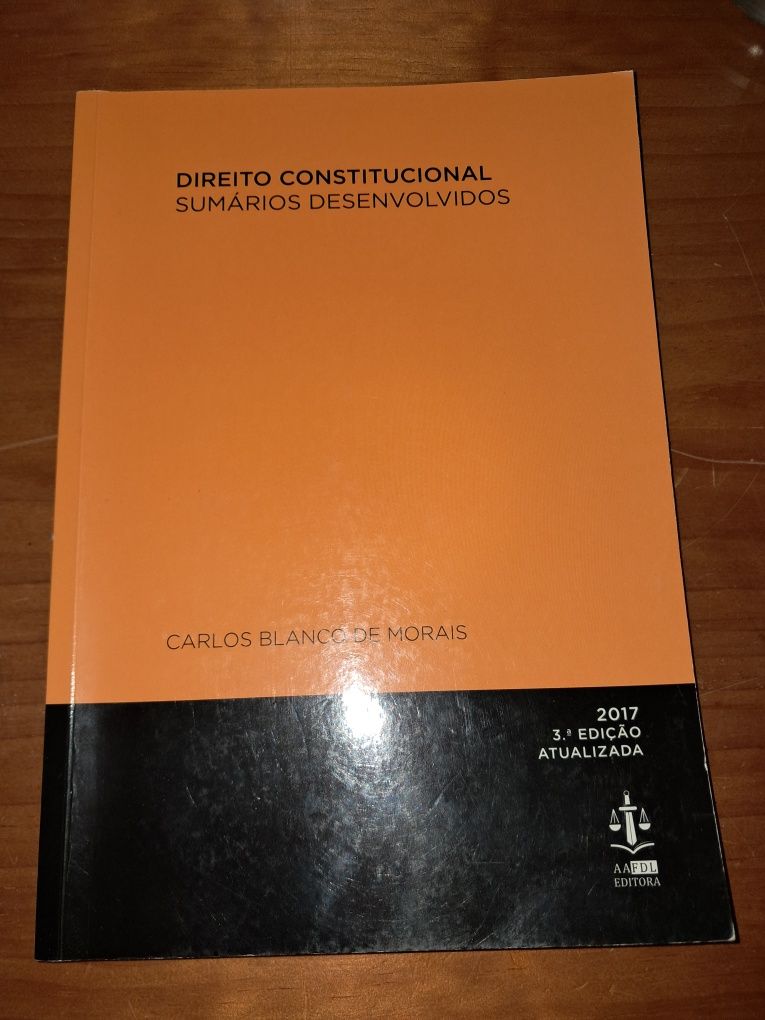 DIREITO CONSTITUCIONAL
SUMÁRIOS DESENVOLVIDOS
CARLOS BLANCO DE MORAIS
2017
3.ª EDIÇÃO
ATUALIZADA
AAFDL
EDITORA